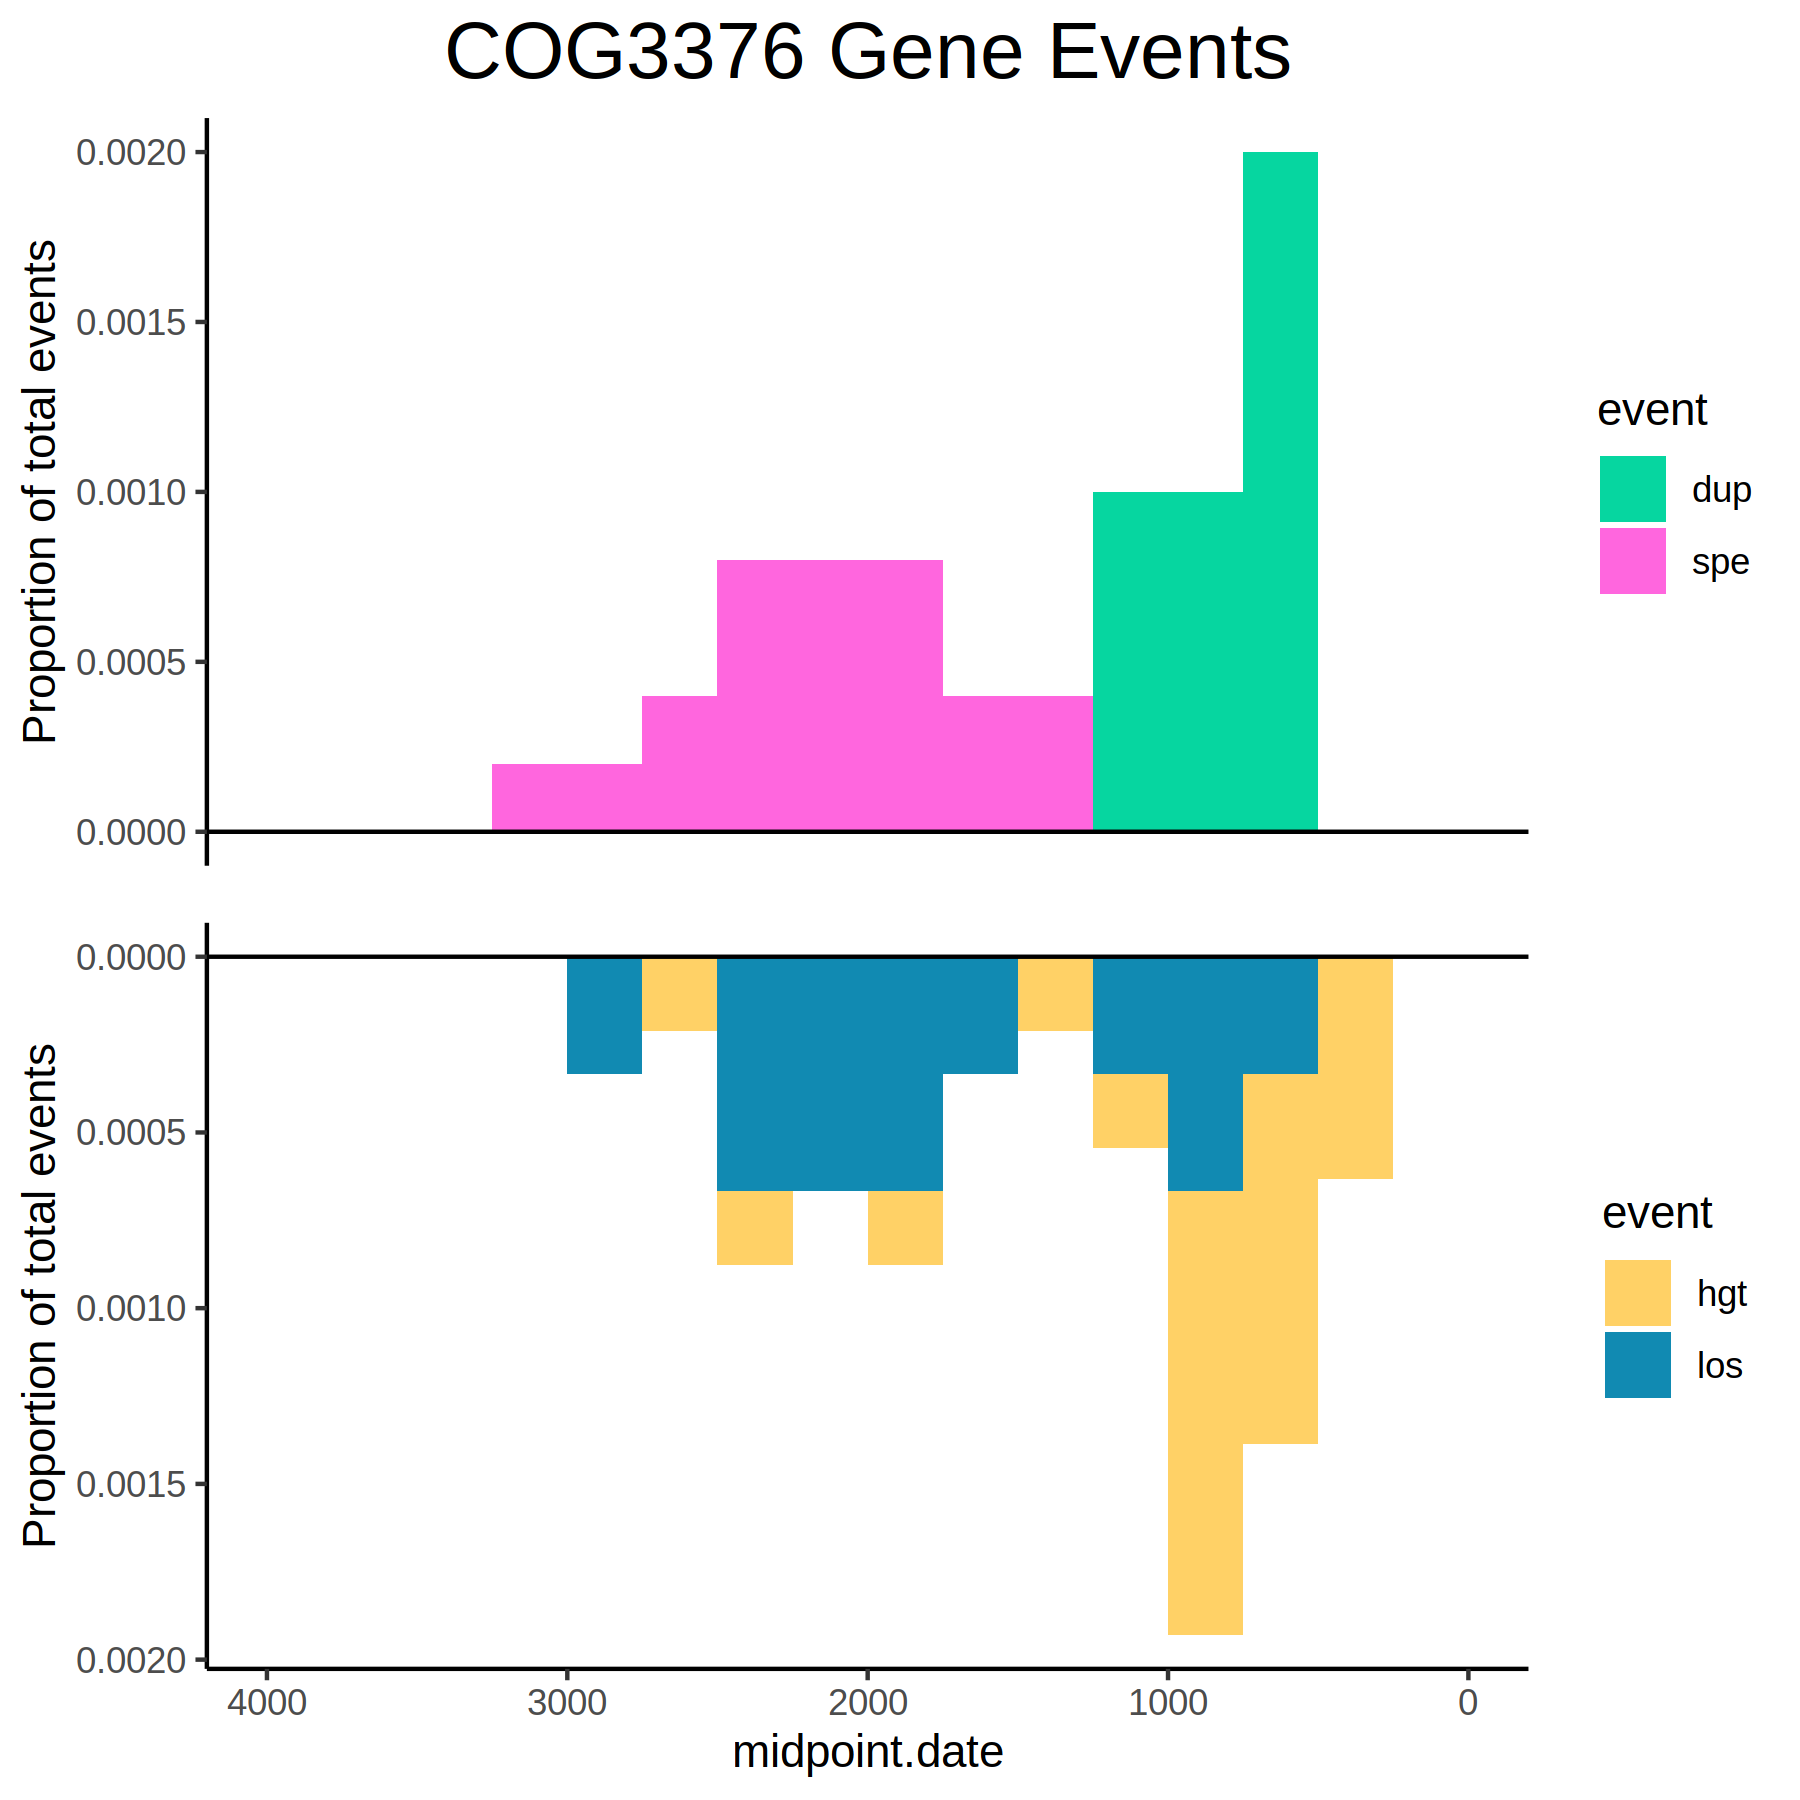 COG3376 Gene Events
Proportion of total events
0.0020
0.0015
0.0010
0.0005
0.0000
event
dup
spe
Proportion of total events
0.0000
0.0005
0.0010
0.0015
0.0020
event
hgt
los
4000 3000 2000 1000 0
midpoint.date